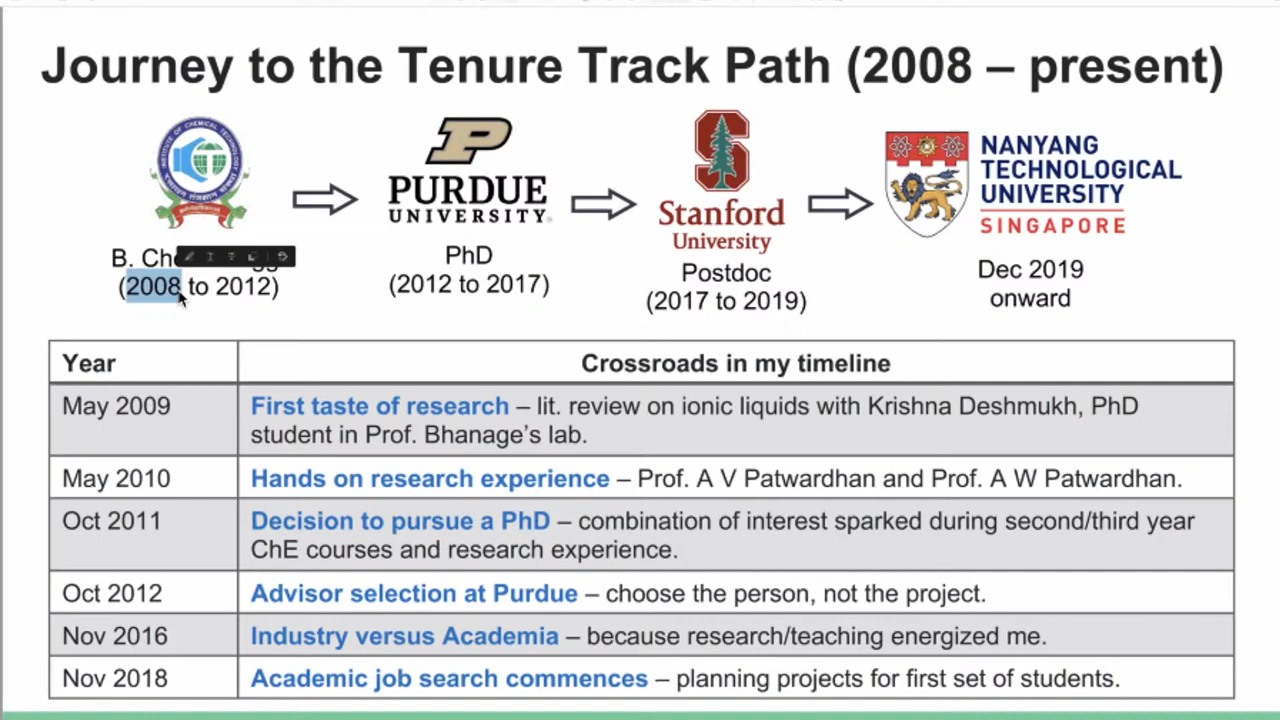 Journey to the Tenure Track Path (2008 – present)
PURDUE
UNIVERSITY
Stanford
University
NANYANG
TECHNOLOGICAL
UNIVERSITY
SINGAPORE
B. Che
(2008 to 2012)
PhD
(2012 to 2017)
Postdoc
(2017 to 2019)
Dec 2019
onward
Year
Crossroads in my timeline
May 2009
First taste of research – lit. review on ionic liquids with Krishna Deshmukh, PhD
student in Prof. Bhanage’s lab.
May 2010
Hands on research experience – Prof. A V Patwardhan and Prof. A W Patwardhan.
Oct 2011
Decision to pursue a PhD – combination of interest sparked during second/third year
ChE courses and research experience.
Oct 2012
Advisor selection at Purdue – choose the person, not the project.
Nov 2016
Industry versus Academia – because research/teaching energized me.
Nov 2018
Academic job search commences – planning projects for first set of students.